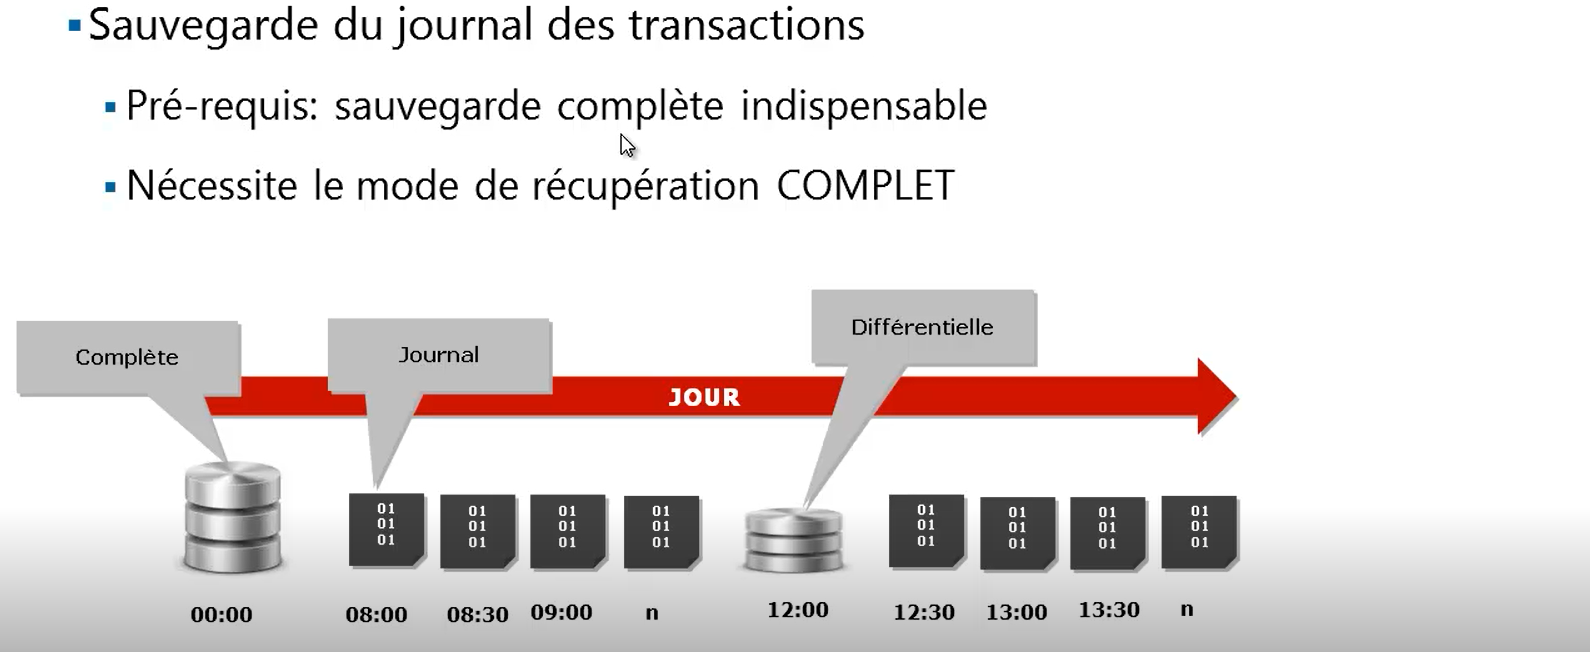 Sauvegarde du journal des transactions
Pré-requis: sauvegarde complète indispensable
Nécessite le mode de récupération COMPLET
Complète
Journal
Différentielle
JOUR
01 01 01 01 01 01 01 01
01 01 01 01 01 01 01 01
01 01 01 01 01 01 01 01
00:00 08:00 08:30 09:00 n 12:00 12:30 13:00 13:30 n